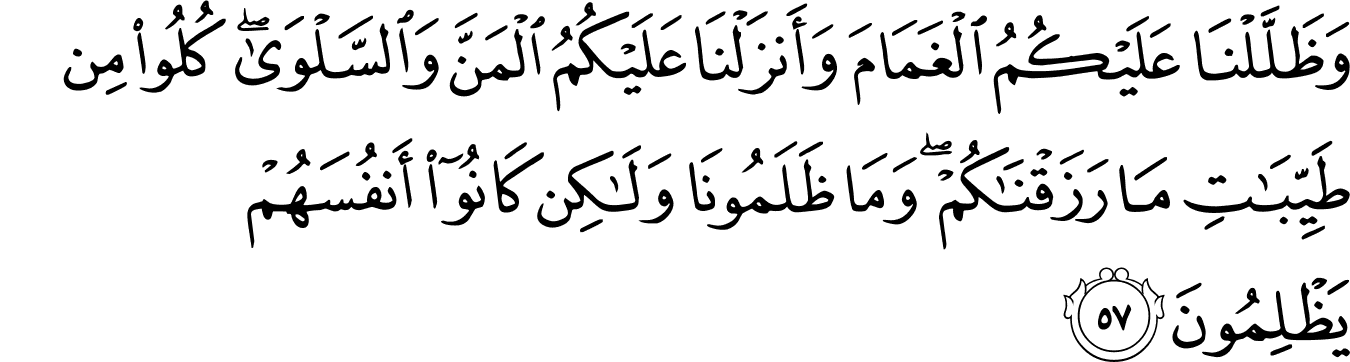 وَظَلَّلْنَا عَلَيْكُمُ ٱلْغَمَامَ وَأَنزَلْنَا عَلَيْكُمُ ٱلْمَنَّ وَٱلسَّلْوَىٰ ۖ كُلُوا۟ مِن
طَيِّبَـٰتِ مَا رَزَقْنَـٰكُمْ ۖ وَمَا ظَلَمُونَا وَلَـٰكِن كَانُوٓا۟ أَنفُسَهُمْ
يَظْلِمُونَ ٥٧